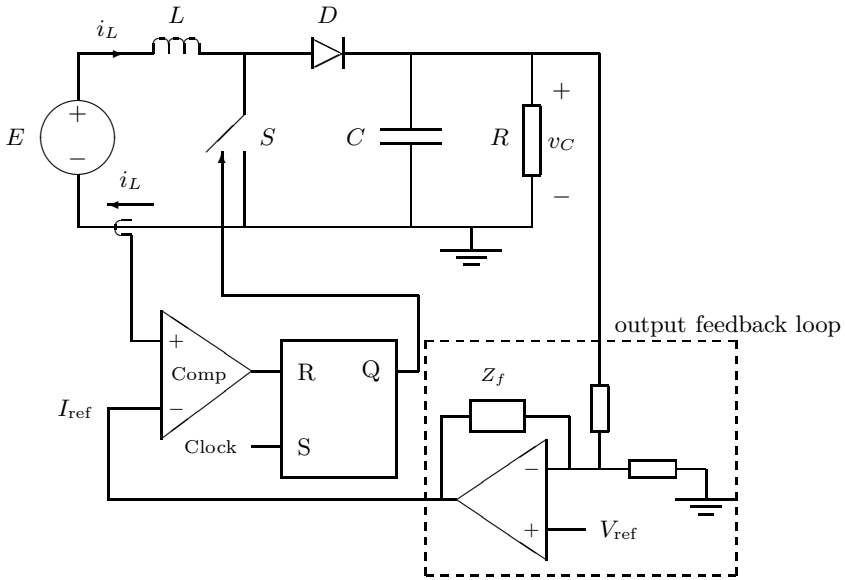 L
D
i_L
+
E
−
S
C
R
+
v_C
−
i_L
output feedback loop
+
Comp
−
I_ref
R
Q
Clock
S
Z_f
−
+
V_ref